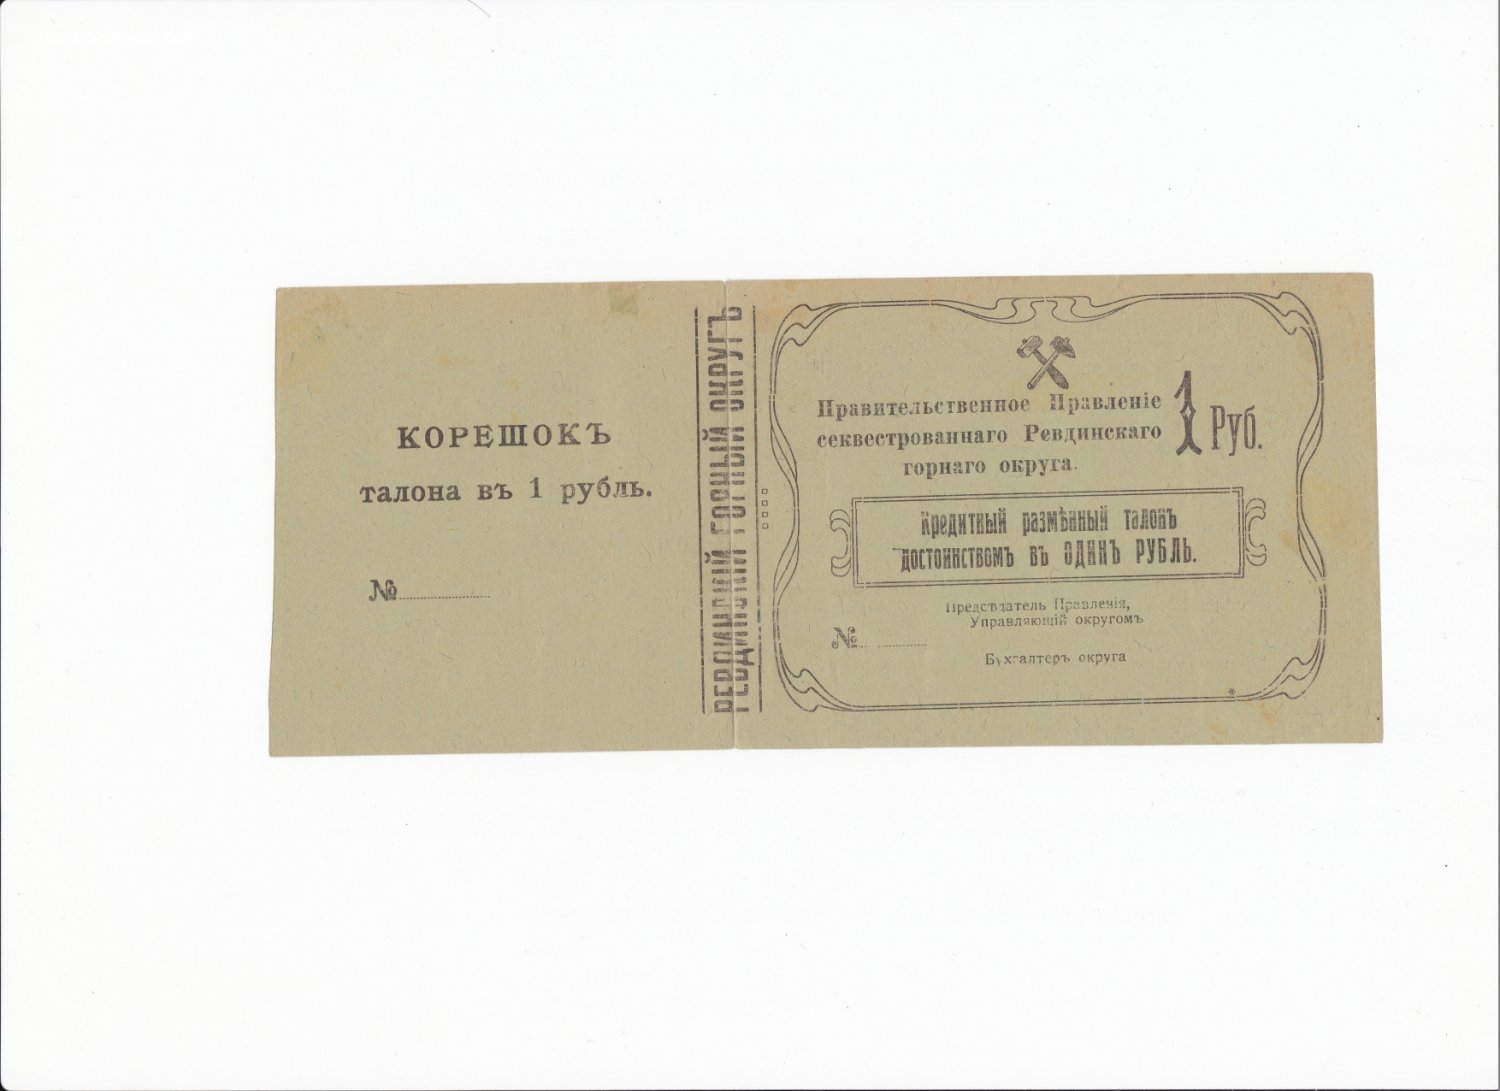 КОРЕШОКЪ
талона въ 1 рубль.
№
РЕВДИНСКІЙ ГОРНЫЙ ОКРУГЪ
Правительственное Правленіе
секвестрованнаго Ревдинскаго
горнаго округа.
1 Руб.
Кредитный размѣнный талонъ
достоинствомъ въ ОДИНЪ РУБЛЬ.
Предсѣдатель Правленія,
Управляющій округомъ
№
Бухгалтеръ округа
*